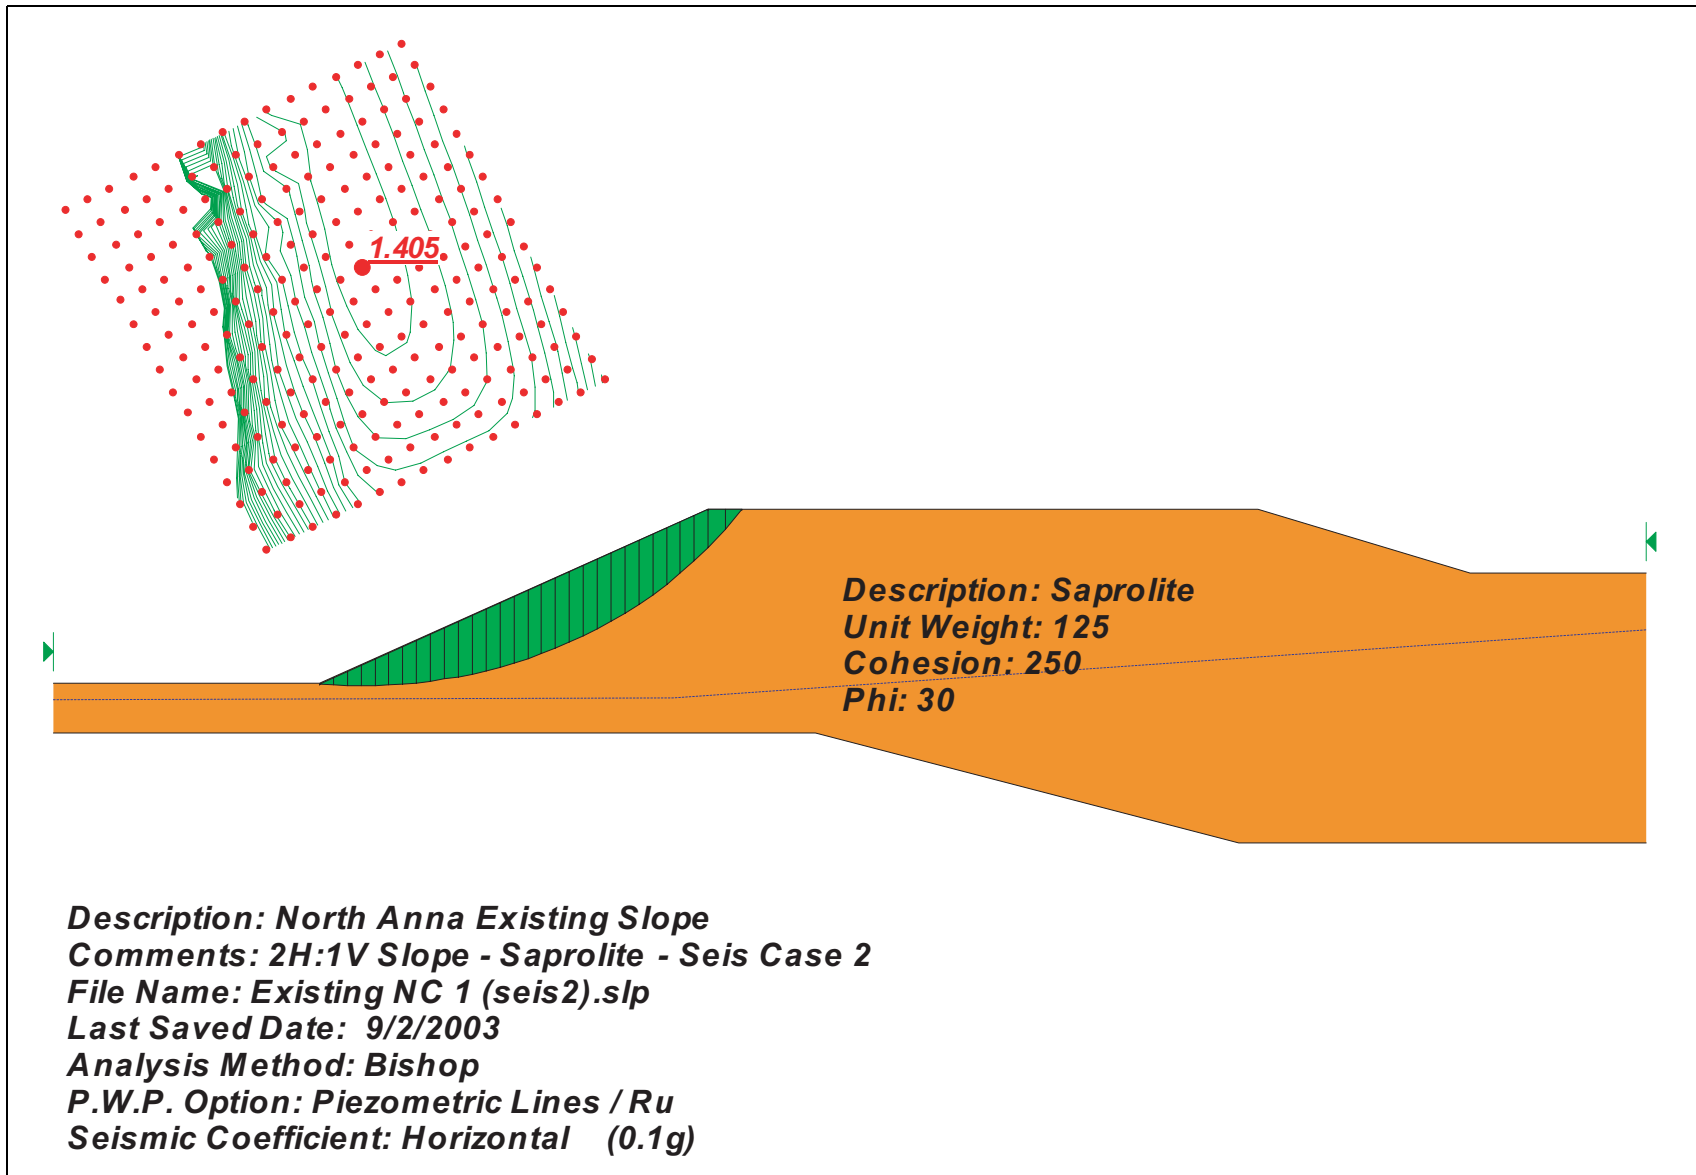 1.405
Description: Saprolite
Unit Weight: 125
Cohesion: 250
Phi: 30
Description: North Anna Existing Slope
Comments: 2H:1V Slope - Saprolite - Seis Case 2
File Name: Existing NC 1 (seis2).slp
Last Saved Date: 9/2/2003
Analysis Method: Bishop
P.W.P. Option: Piezometric Lines / Ru
Seismic Coefficient: Horizontal (0.1g)